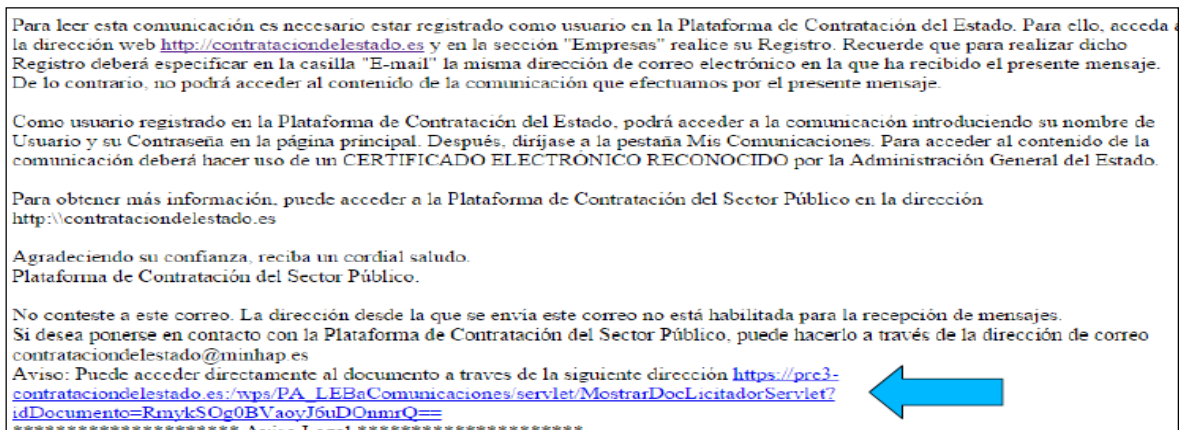 Para leer esta comunicación es necesario estar registrado como usuario en la Plataforma de Contratación del Estado. Para ello, acceda a
la dirección web http://contrataciondelestado.es y en la sección "Empresas" realice su Registro. Recuerde que para realizar dicho
Registro deberá especificar en la casilla "E-mail" la misma dirección de correo electrónico en la que ha recibido el presente mensaje.
De lo contrario, no podrá acceder al contenido de la comunicación que efectuamos por el presente mensaje.
Como usuario registrado en la Plataforma de Contratación del Estado, podrá acceder a la comunicación introduciendo su nombre de
Usuario y su Contraseña en la página principal. Después, diríjase a la pestaña Mis Comunicaciones. Para acceder al contenido de la
comunicación deberá hacer uso de un CERTIFICADO ELECTRÓNICO RECONOCIDO por la Administración General del Estado.
Para obtener más información, puede acceder a la Plataforma de Contratación del Sector Público en la dirección
http:\\contrataciondelestado.es
Agradeciendo su confianza, reciba un cordial saludo.
Plataforma de Contratación del Sector Público.
No conteste a este correo. La dirección desde la que se envia este correo no está habilitada para la recepción de mensajes.
Si desea ponerse en contacto con la Plataforma de Contratación del Sector Público, puede hacerlo a través de la dirección de correo
contrataciondelestado@minhap.es
Aviso: Puede acceder directamente al documento a traves de la siguiente dirección https://pre3-
contrataciondelestado.es:/wps/PA_LEBaComunicaciones/servlet/MostrarDocLicitadorServlet?
idDocumento=RmykSOg0BVaoyJ6uDOnmrQ==
********************* Aviso Legal *********************